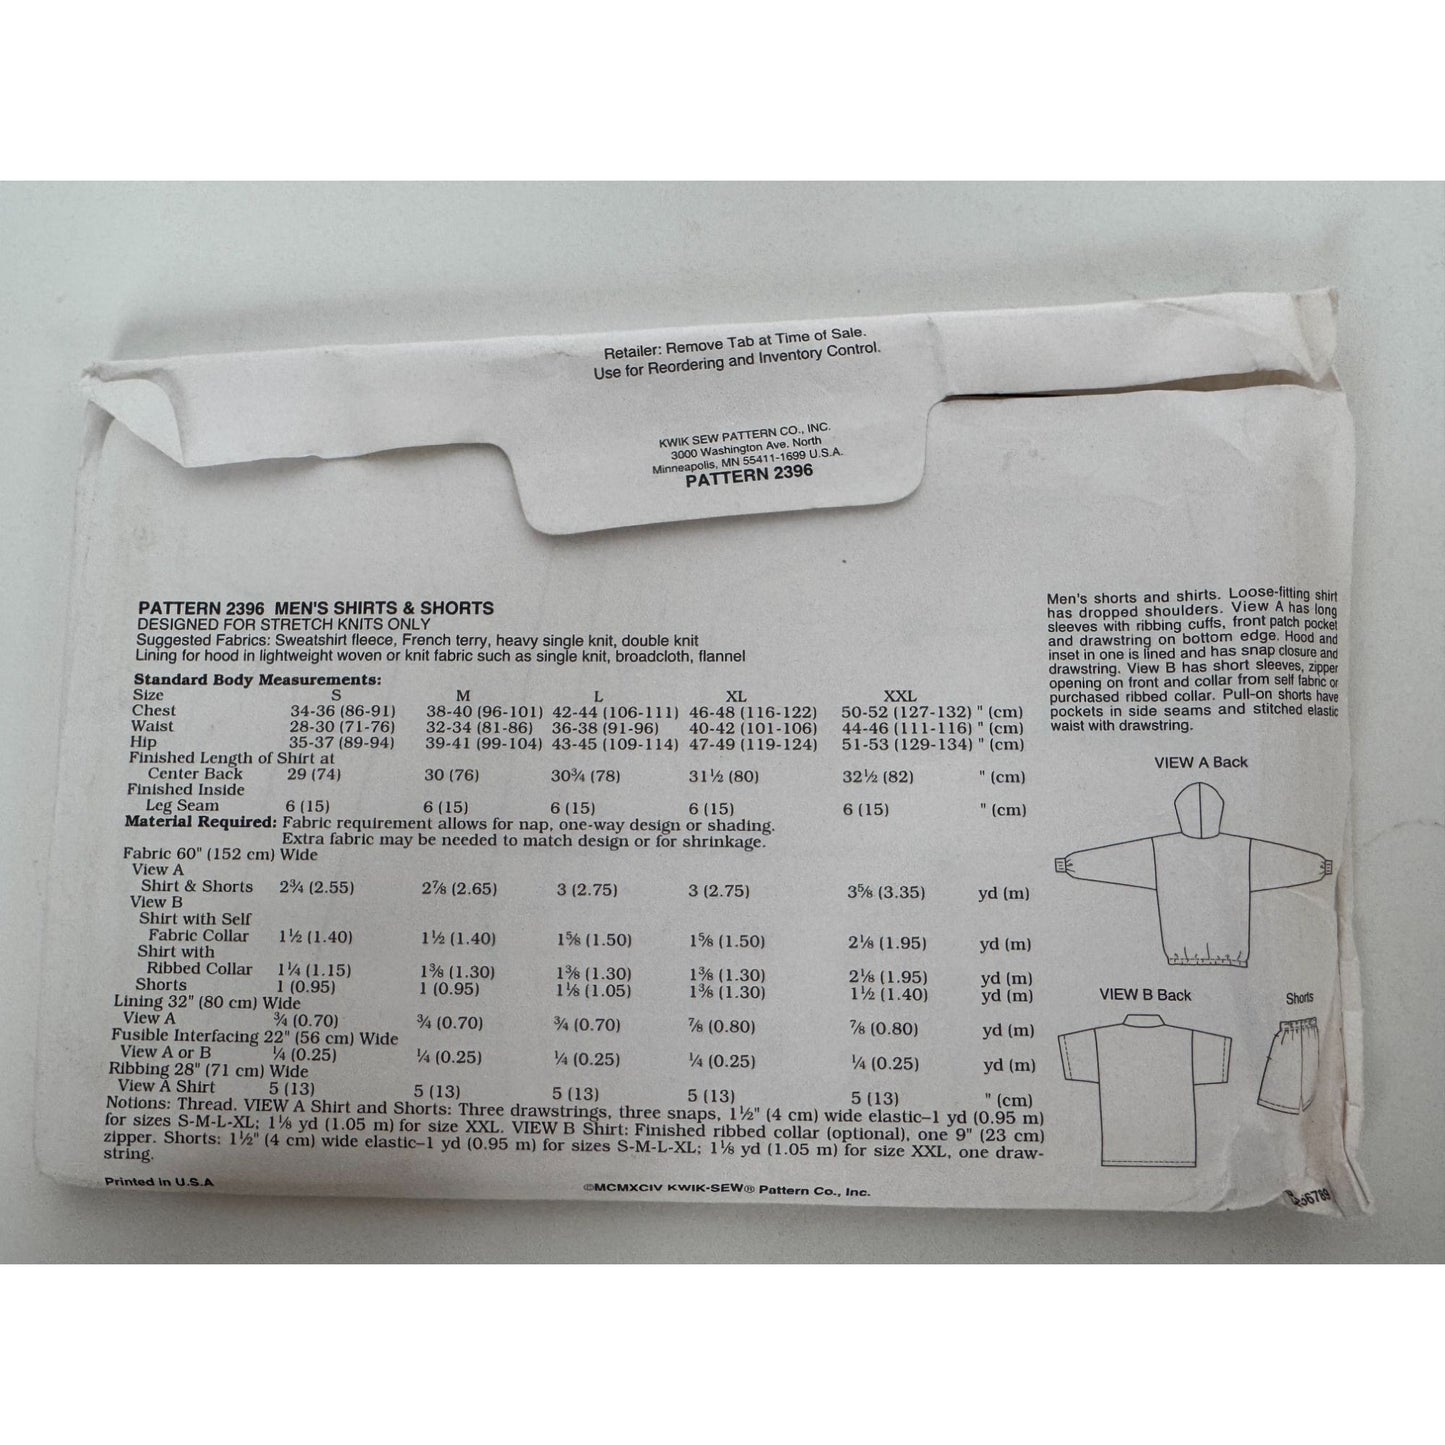 Retailer: Remove Tab at Time of Sale.
Use for Reordering and Inventory Control.
KWIK SEW PATTERN CO., INC.
3000 Washington Ave. North
Minneapolis, MN 55411-1699 U.S.A.
PATTERN 2396
PATTERN 2396 MEN'S SHIRTS & SHORTS
DESIGNED FOR STRETCH KNITS ONLY
Suggested Fabrics: Sweatshirt fleece, French terry, heavy single knit, double knit
Lining for hood in lightweight woven or knit fabric such as single knit, broadcloth, flannel
Standard Body Measurements:
Size S M L XL XXL
Chest 34-36 (86-91) 38-40 (96-101) 42-44 (106-111) 46-48 (116-122) 50-52 (127-132) " (cm)
Waist 28-30 (71-76) 32-34 (81-86) 36-38 (91-96) 40-42 (101-106) 44-46 (111-116) " (cm)
Hip 35-37 (89-94) 39-41 (99-104) 43-45 (109-114) 47-49 (119-124) 51-53 (129-134) " (cm)
Finished Length of Shirt at
Center Back 29 (74) 30 (76) 30¾ (78) 31½ (80) 32½ (82) " (cm)
Finished Inside
Leg Seam 6 (15) 6 (15) 6 (15) 6 (15) 6 (15) " (cm)
Material Required: Fabric requirement allows for nap, one-way design or shading.
Extra fabric may be needed to match design or for shrinkage.
Fabric 60" (152 cm) Wide
View A
Shirt & Shorts 2¾ (2.55) 2⅞ (2.65) 3 (2.75) 3 (2.75) 3⅝ (3.35) yd (m)
View B
Shirt with Self
Fabric Collar 1½ (1.40) 1½ (1.40) 1⅝ (1.50) 1⅝ (1.50) 2⅛ (1.95) yd (m)
Shirt with
Ribbed Collar 1¼ (1.15) 1⅜ (1.30) 1⅜ (1.30) 1⅜ (1.30) 2⅛ (1.95) yd (m)
Shorts 1 (0.95) 1 (0.95) 1⅛ (1.05) 1⅜ (1.30) 1½ (1.40) yd (m)
Lining 32" (80 cm) Wide
View A ¾ (0.70) ¾ (0.70) ¾ (0.70) ⅞ (0.80) ⅞ (0.80) yd (m)
Fusible Interfacing 22" (56 cm) Wide
View A or B ¼ (0.25) ¼ (0.25) ¼ (0.25) ¼ (0.25) ¼ (0.25) yd (m)
Ribbing 28" (71 cm) Wide
View A Shirt 5 (13) 5 (13) 5 (13) 5 (13) 5 (13) " (cm)
Notions: Thread. VIEW A Shirt and Shorts: Three drawstrings, three snaps, 1½" (4 cm) wide elastic–1 yd (0.95 m)
for sizes S-M-L-XL; 1⅛ yd (1.05 m) for size XXL. VIEW B Shirt: Finished ribbed collar (optional), one 9" (23 cm)
zipper. Shorts: 1½" (4 cm) wide elastic–1 yd (0.95 m) for sizes S-M-L-XL; 1⅛ yd (1.05 m) for size XXL, one draw-
string.
Printed in U.S.A
©MCMXCIV KWIK-SEW® Pattern Co., Inc.
Men's shorts and shirts. Loose-fitting shirt
has dropped shoulders. View A has long
sleeves with ribbing cuffs, front patch pocket
and drawstring on bottom edge. Hood and
inset in one is lined and has snap closure and
drawstring. View B has short sleeves, zipper
opening on front and collar from self fabric or
purchased ribbed collar. Pull-on shorts have
pockets in side seams and stitched elastic
waist with drawstring.
VIEW A Back
VIEW B Back
Shorts